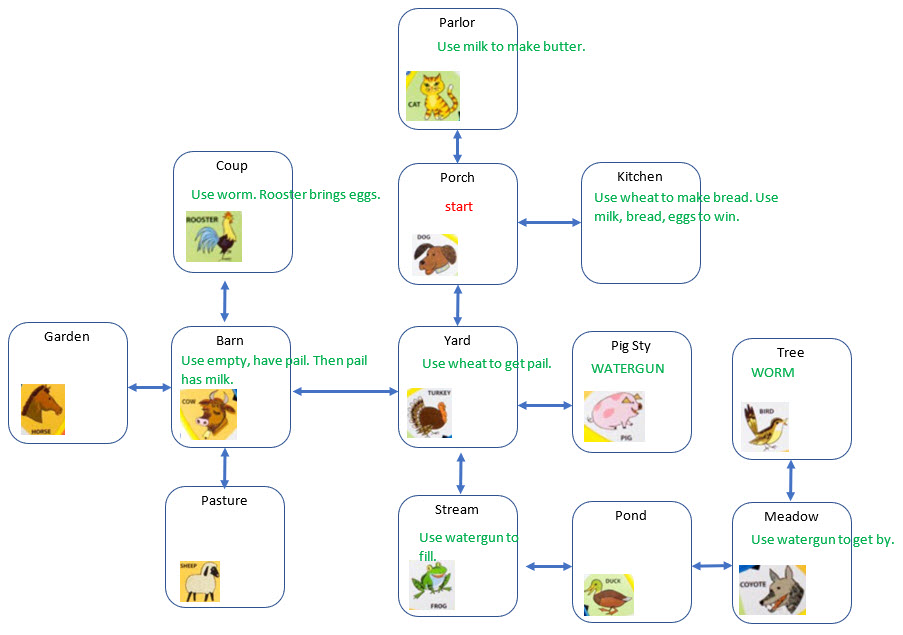 Parlor
Use milk to make butter.
CAT
Coup
Use worm. Rooster brings eggs.
ROOSTER
Porch
start
DOG
Kitchen
Use wheat to make bread. Use
milk, bread, eggs to win.
Garden
HORSE
Barn
Use empty, have pail. Then pail
has milk.
COW
Yard
Use wheat to get pail.
TURKEY
Pig Sty
WATERGUN
PIG
Tree
WORM
BIRD
Pasture
SHEEP
Stream
Use watergun to
fill.
FROG
Pond
DUCK
Meadow
Use watergun to get by.
COYOTE